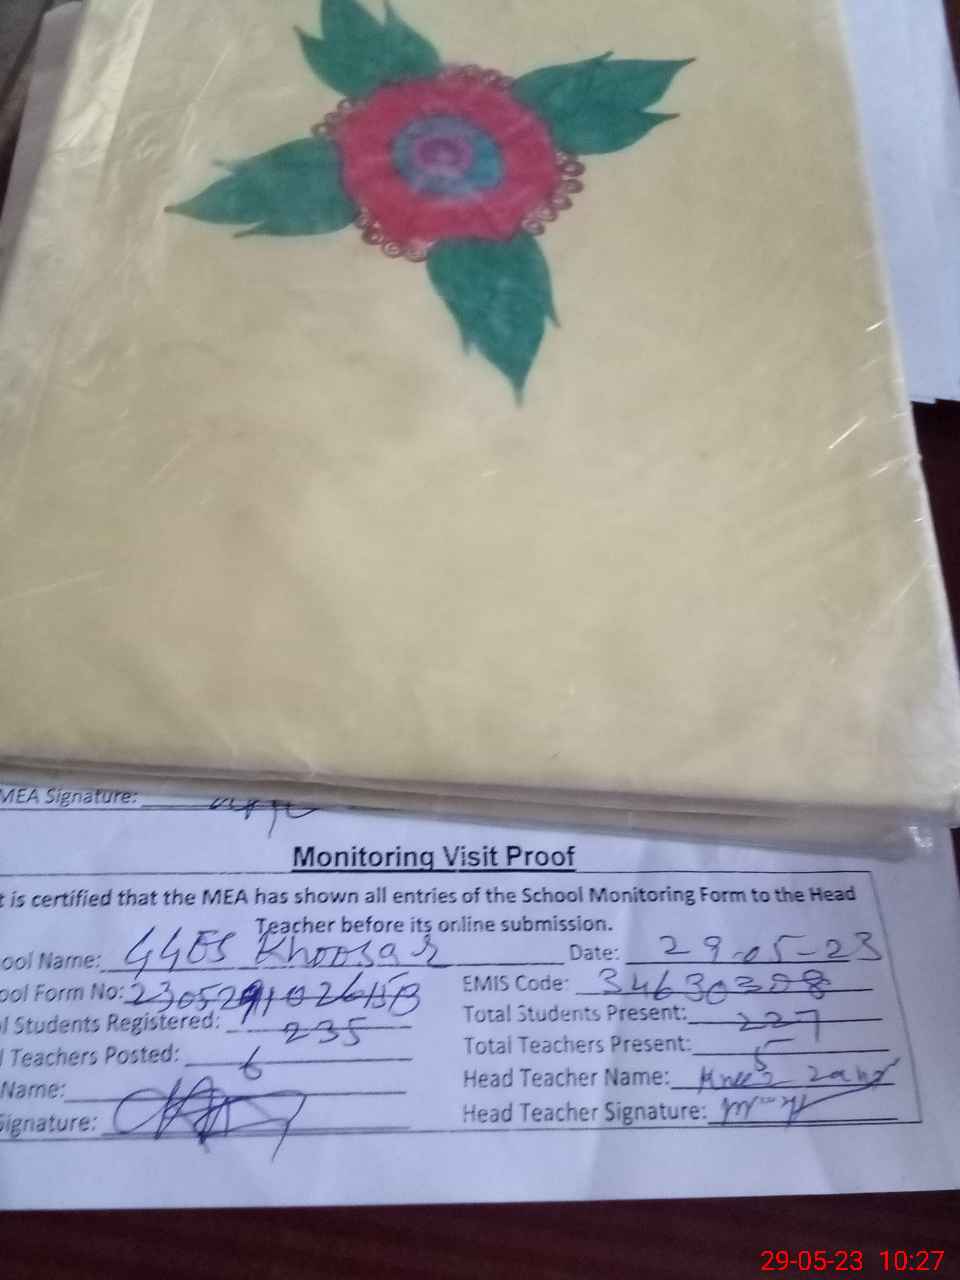 MEA Signature:
Monitoring Visit Proof
t is certified that the MEA has shown all entries of the School Monitoring Form to the Head
Teacher before its online submission.
ool Name: GGES Khoosar Date: 29-05-23
ool Form No: EMIS Code: 34630308
l Students Registered: 235 Total Students Present: 227
l Teachers Posted: 6 Total Teachers Present: 5
Name: Head Teacher Name:
ignature: Head Teacher Signature:
29-05-23 10:27